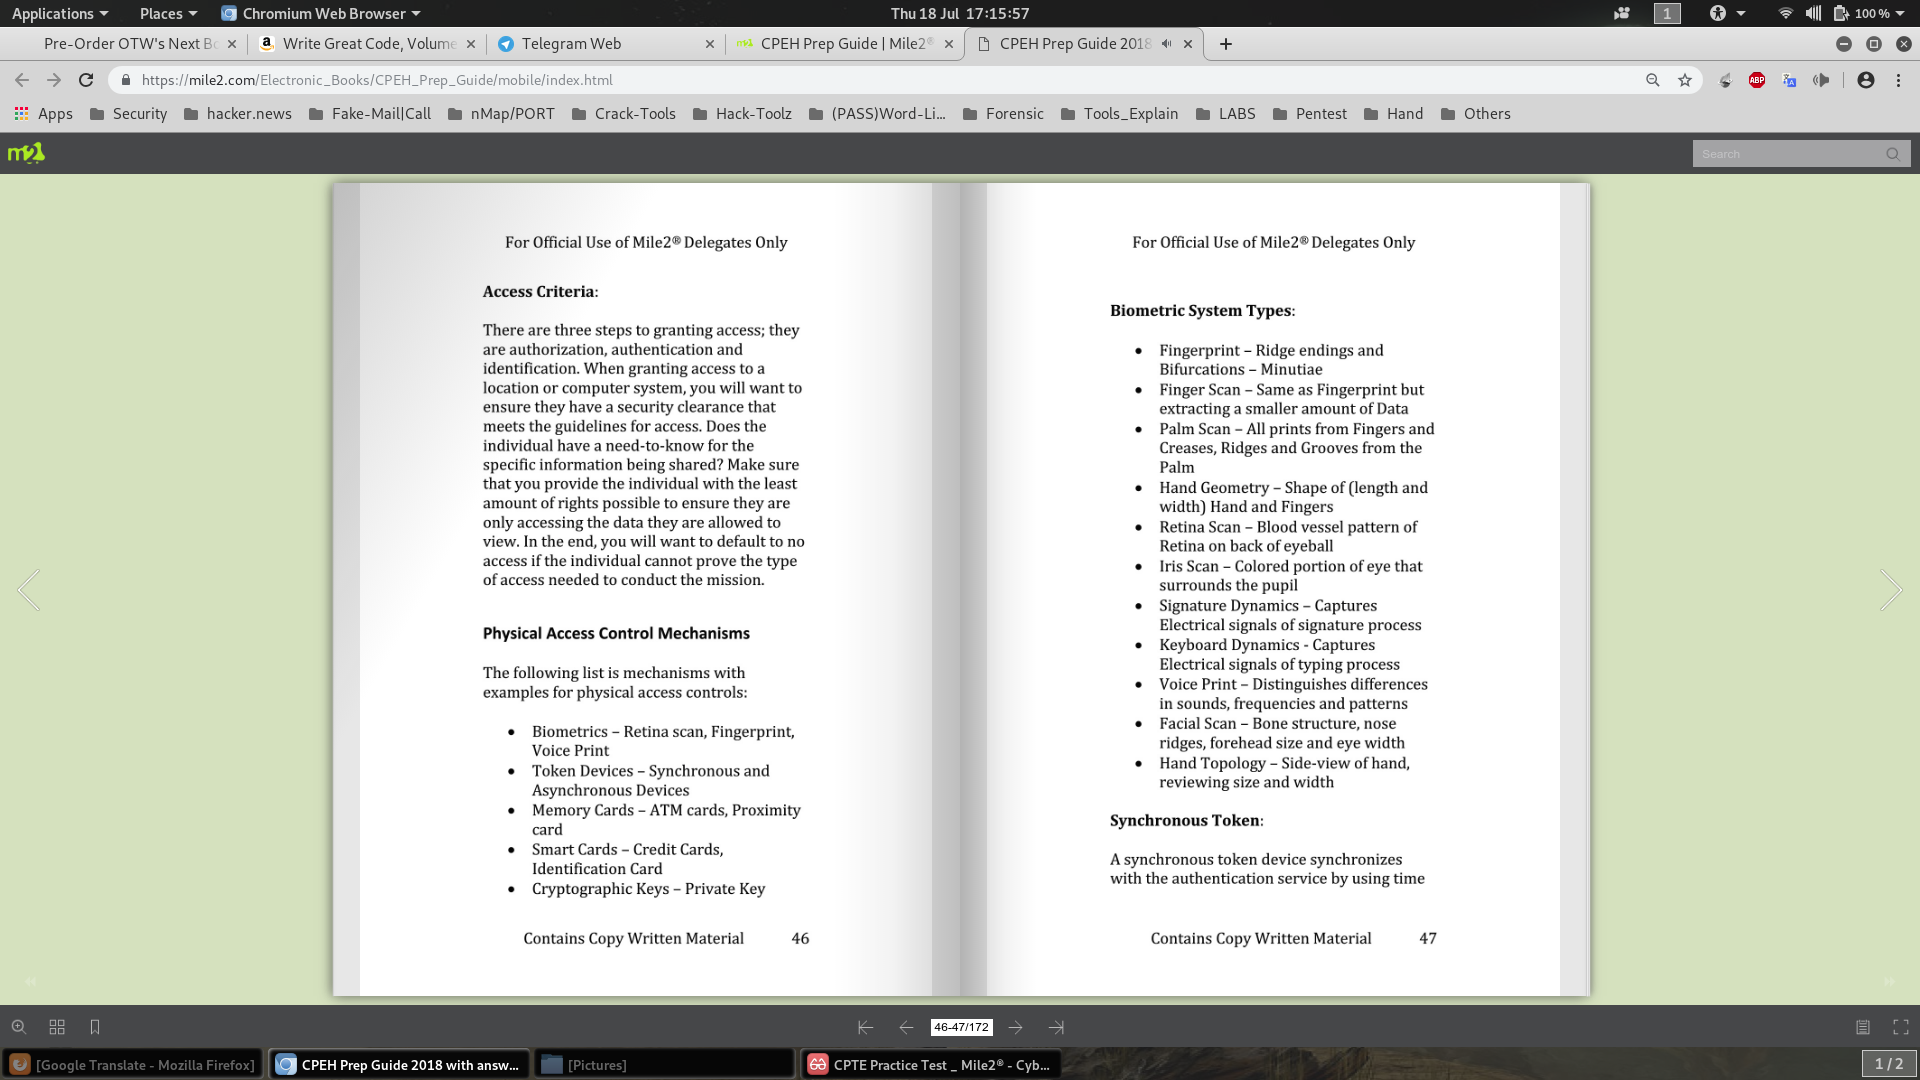 Applications
Places
Chromium Web Browser
Thu 18 Jul 17:15:57
1
100 %
Pre-Order OTW's Next Bo
Write Great Code, Volume
Telegram Web
CPEH Prep Guide | Mile2®
CPEH Prep Guide 2018
https://mile2.com/Electronic_Books/CPEH_Prep_Guide/mobile/index.html
ABP
Apps
Security
hacker.news
Fake-Mail|Call
nMap/PORT
Crack-Tools
Hack-Toolz
(PASS)Word-Li...
Forensic
Tools_Explain
LABS
Pentest
Hand
Others
m2
Search
For Official Use of Mile2® Delegates Only
Access Criteria:
There are three steps to granting access; they
are authorization, authentication and
identification. When granting access to a
location or computer system, you will want to
ensure they have a security clearance that
meets the guidelines for access. Does the
individual have a need-to-know for the
specific information being shared? Make sure
that you provide the individual with the least
amount of rights possible to ensure they are
only accessing the data they are allowed to
view. In the end, you will want to default to no
access if the individual cannot prove the type
of access needed to conduct the mission.
Physical Access Control Mechanisms
The following list is mechanisms with
examples for physical access controls:
• Biometrics – Retina scan, Fingerprint,
Voice Print
• Token Devices – Synchronous and
Asynchronous Devices
• Memory Cards – ATM cards, Proximity
card
• Smart Cards – Credit Cards,
Identification Card
• Cryptographic Keys – Private Key
Contains Copy Written Material 46
For Official Use of Mile2® Delegates Only
Biometric System Types:
• Fingerprint – Ridge endings and
Bifurcations – Minutiae
• Finger Scan – Same as Fingerprint but
extracting a smaller amount of Data
• Palm Scan – All prints from Fingers and
Creases, Ridges and Grooves from the
Palm
• Hand Geometry – Shape of (length and
width) Hand and Fingers
• Retina Scan – Blood vessel pattern of
Retina on back of eyeball
• Iris Scan – Colored portion of eye that
surrounds the pupil
• Signature Dynamics – Captures
Electrical signals of signature process
• Keyboard Dynamics - Captures
Electrical signals of typing process
• Voice Print – Distinguishes differences
in sounds, frequencies and patterns
• Facial Scan – Bone structure, nose
ridges, forehead size and eye width
• Hand Topology – Side-view of hand,
reviewing size and width
Synchronous Token:
A synchronous token device synchronizes
with the authentication service by using time
Contains Copy Written Material 47
46-47/172
[Google Translate - Mozilla Firefox]
CPEH Prep Guide 2018 with answ...
[Pictures]
CPTE Practice Test _ Mile2® - Cyb...
1 / 2